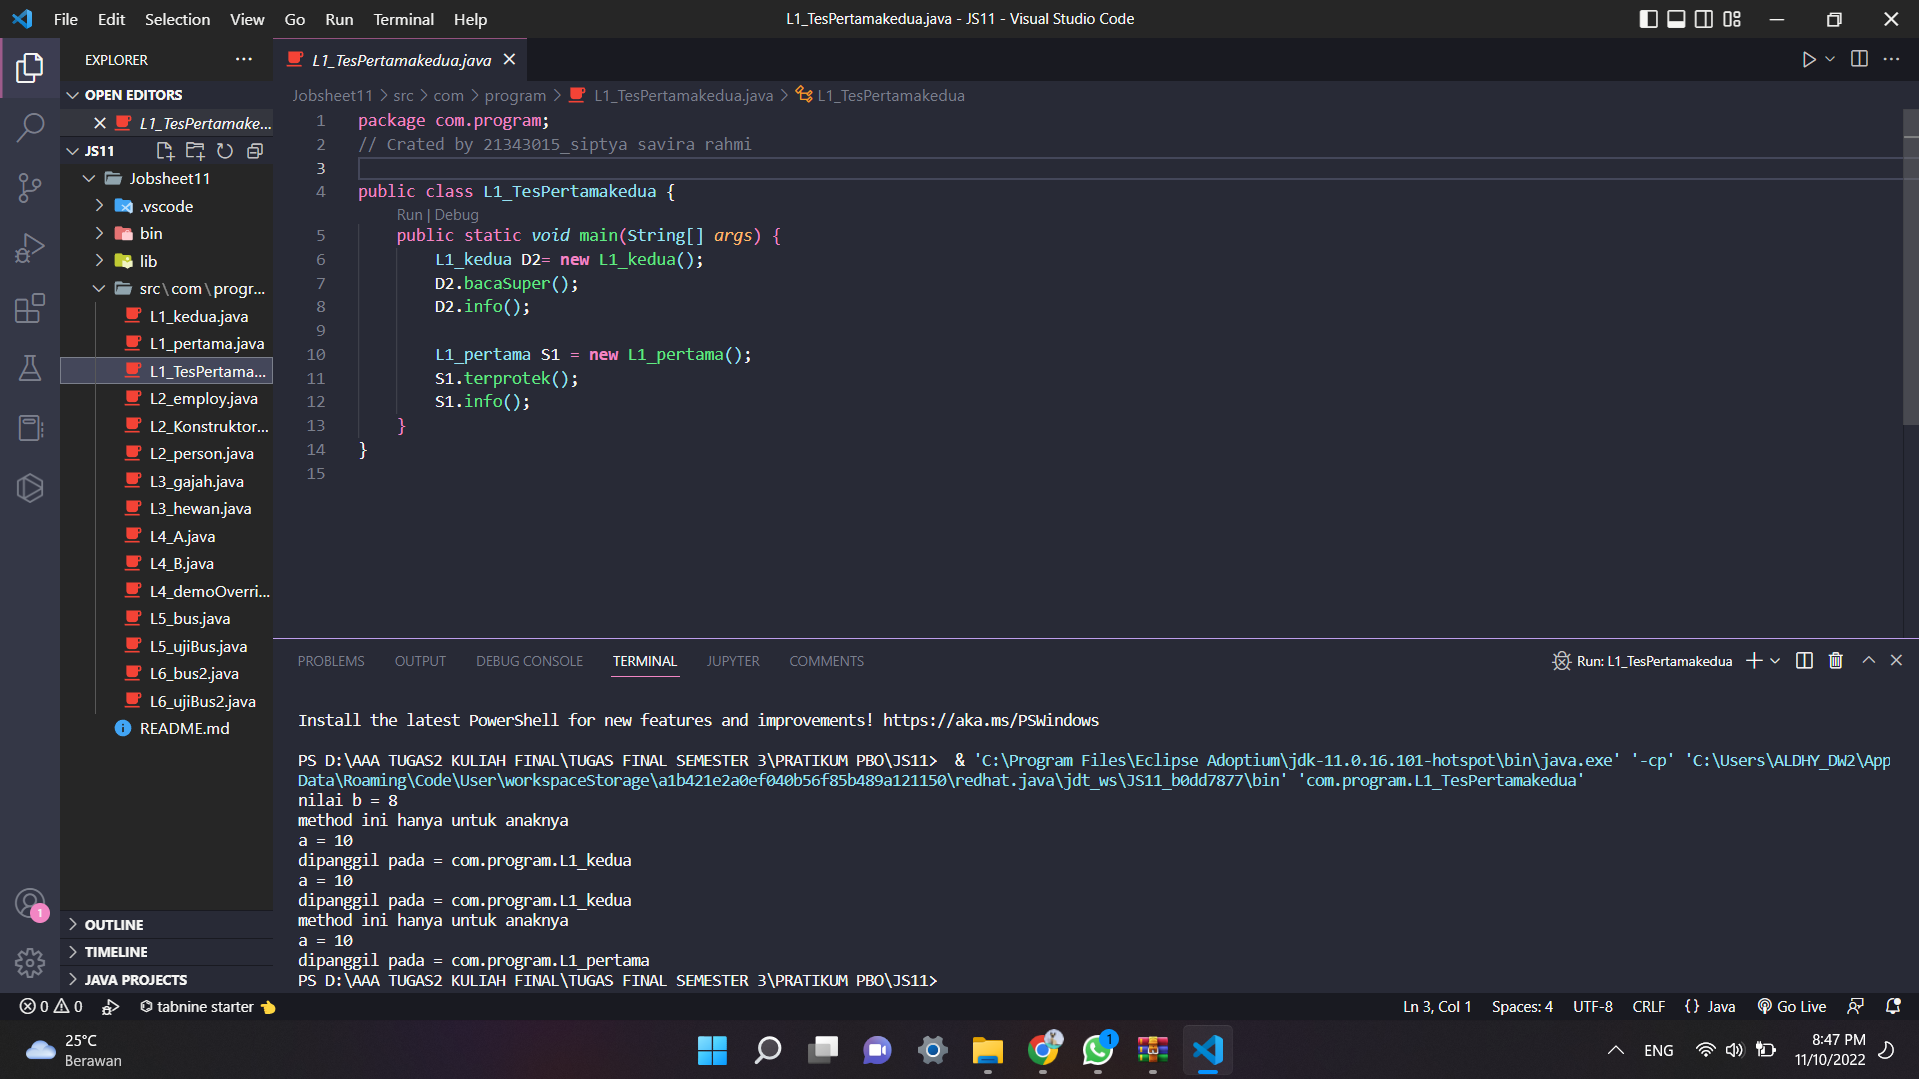 File Edit Selection View Go Run Terminal Help
L1_TesPertamakedua.java - JS11 - Visual Studio Code
EXPLORER
OPEN EDITORS
L1_TesPertamake...
JS11
Jobsheet11
.vscode
bin
lib
src\com\progr...
L1_kedua.java
L1_pertama.java
L1_TesPertama...
L2_employ.java
L2_Konstruktor...
L2_person.java
L3_gajah.java
L3_hewan.java
L4_A.java
L4_B.java
L4_demoOverri...
L5_bus.java
L5_ujiBus.java
L6_bus2.java
L6_ujiBus2.java
README.md
OUTLINE
TIMELINE
JAVA PROJECTS
L1_TesPertamakedua.java
Jobsheet11 > src > com > program > L1_TesPertamakedua.java > L1_TesPertamakedua
1 package com.program;
2 // Crated by 21343015_siptya savira rahmi
3
4 public class L1_TesPertamakedua {
Run | Debug
5 public static void main(String[] args) {
6 L1_kedua D2= new L1_kedua();
7 D2.bacaSuper();
8 D2.info();
9
10 L1_pertama S1 = new L1_pertama();
11 S1.terprotek();
12 S1.info();
13 }
14 }
15
PROBLEMS OUTPUT DEBUG CONSOLE TERMINAL JUPYTER COMMENTS
Run: L1_TesPertamakedua
Install the latest PowerShell for new features and improvements! https://aka.ms/PSWindows
PS D:\AAA TUGAS2 KULIAH FINAL\TUGAS FINAL SEMESTER 3\PRATIKUM PBO\JS11> & 'C:\Program Files\Eclipse Adoptium\jdk-11.0.16.101-hotspot\bin\java.exe' '-cp' 'C:\Users\ALDHY_DW2\App
Data\Roaming\Code\User\workspaceStorage\a1b421e2a0ef040b56f85b489a121150\redhat.java\jdt_ws\JS11_b0dd7877\bin' 'com.program.L1_TesPertamakedua'
nilai b = 8
method ini hanya untuk anaknya
a = 10
dipanggil pada = com.program.L1_kedua
a = 10
dipanggil pada = com.program.L1_kedua
method ini hanya untuk anaknya
a = 10
dipanggil pada = com.program.L1_pertama
PS D:\AAA TUGAS2 KULIAH FINAL\TUGAS FINAL SEMESTER 3\PRATIKUM PBO\JS11>
1
0 0 tabnine starter
Ln 3, Col 1 Spaces: 4 UTF-8 CRLF {} Java Go Live
25°C
Berawan
1
ENG
8:47 PM
11/10/2022